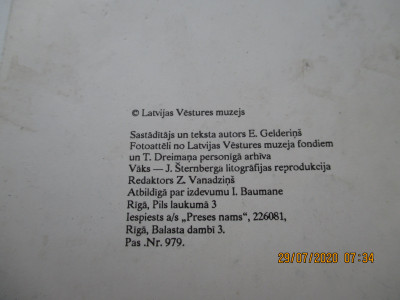 © Latvijas Vēstures muzejs
Sastādītājs un teksta autors E. Gelderiņš
Fotoattēli no Latvijas Vēstures muzeja fondiem
un T. Dreimaņa personīgā arhīva
Vāks — J. Šternberga litogrāfijas reprodukcija
Redaktors Z. Vanadziņš
Atbildīgā par izdevumu I. Baumane
Rīgā, Pils laukumā 3
Iespiests a/s „Preses nams", 226081,
Rīgā, Balasta dambī 3.
Pas .Nr. 979.
29/07/2020 07:34